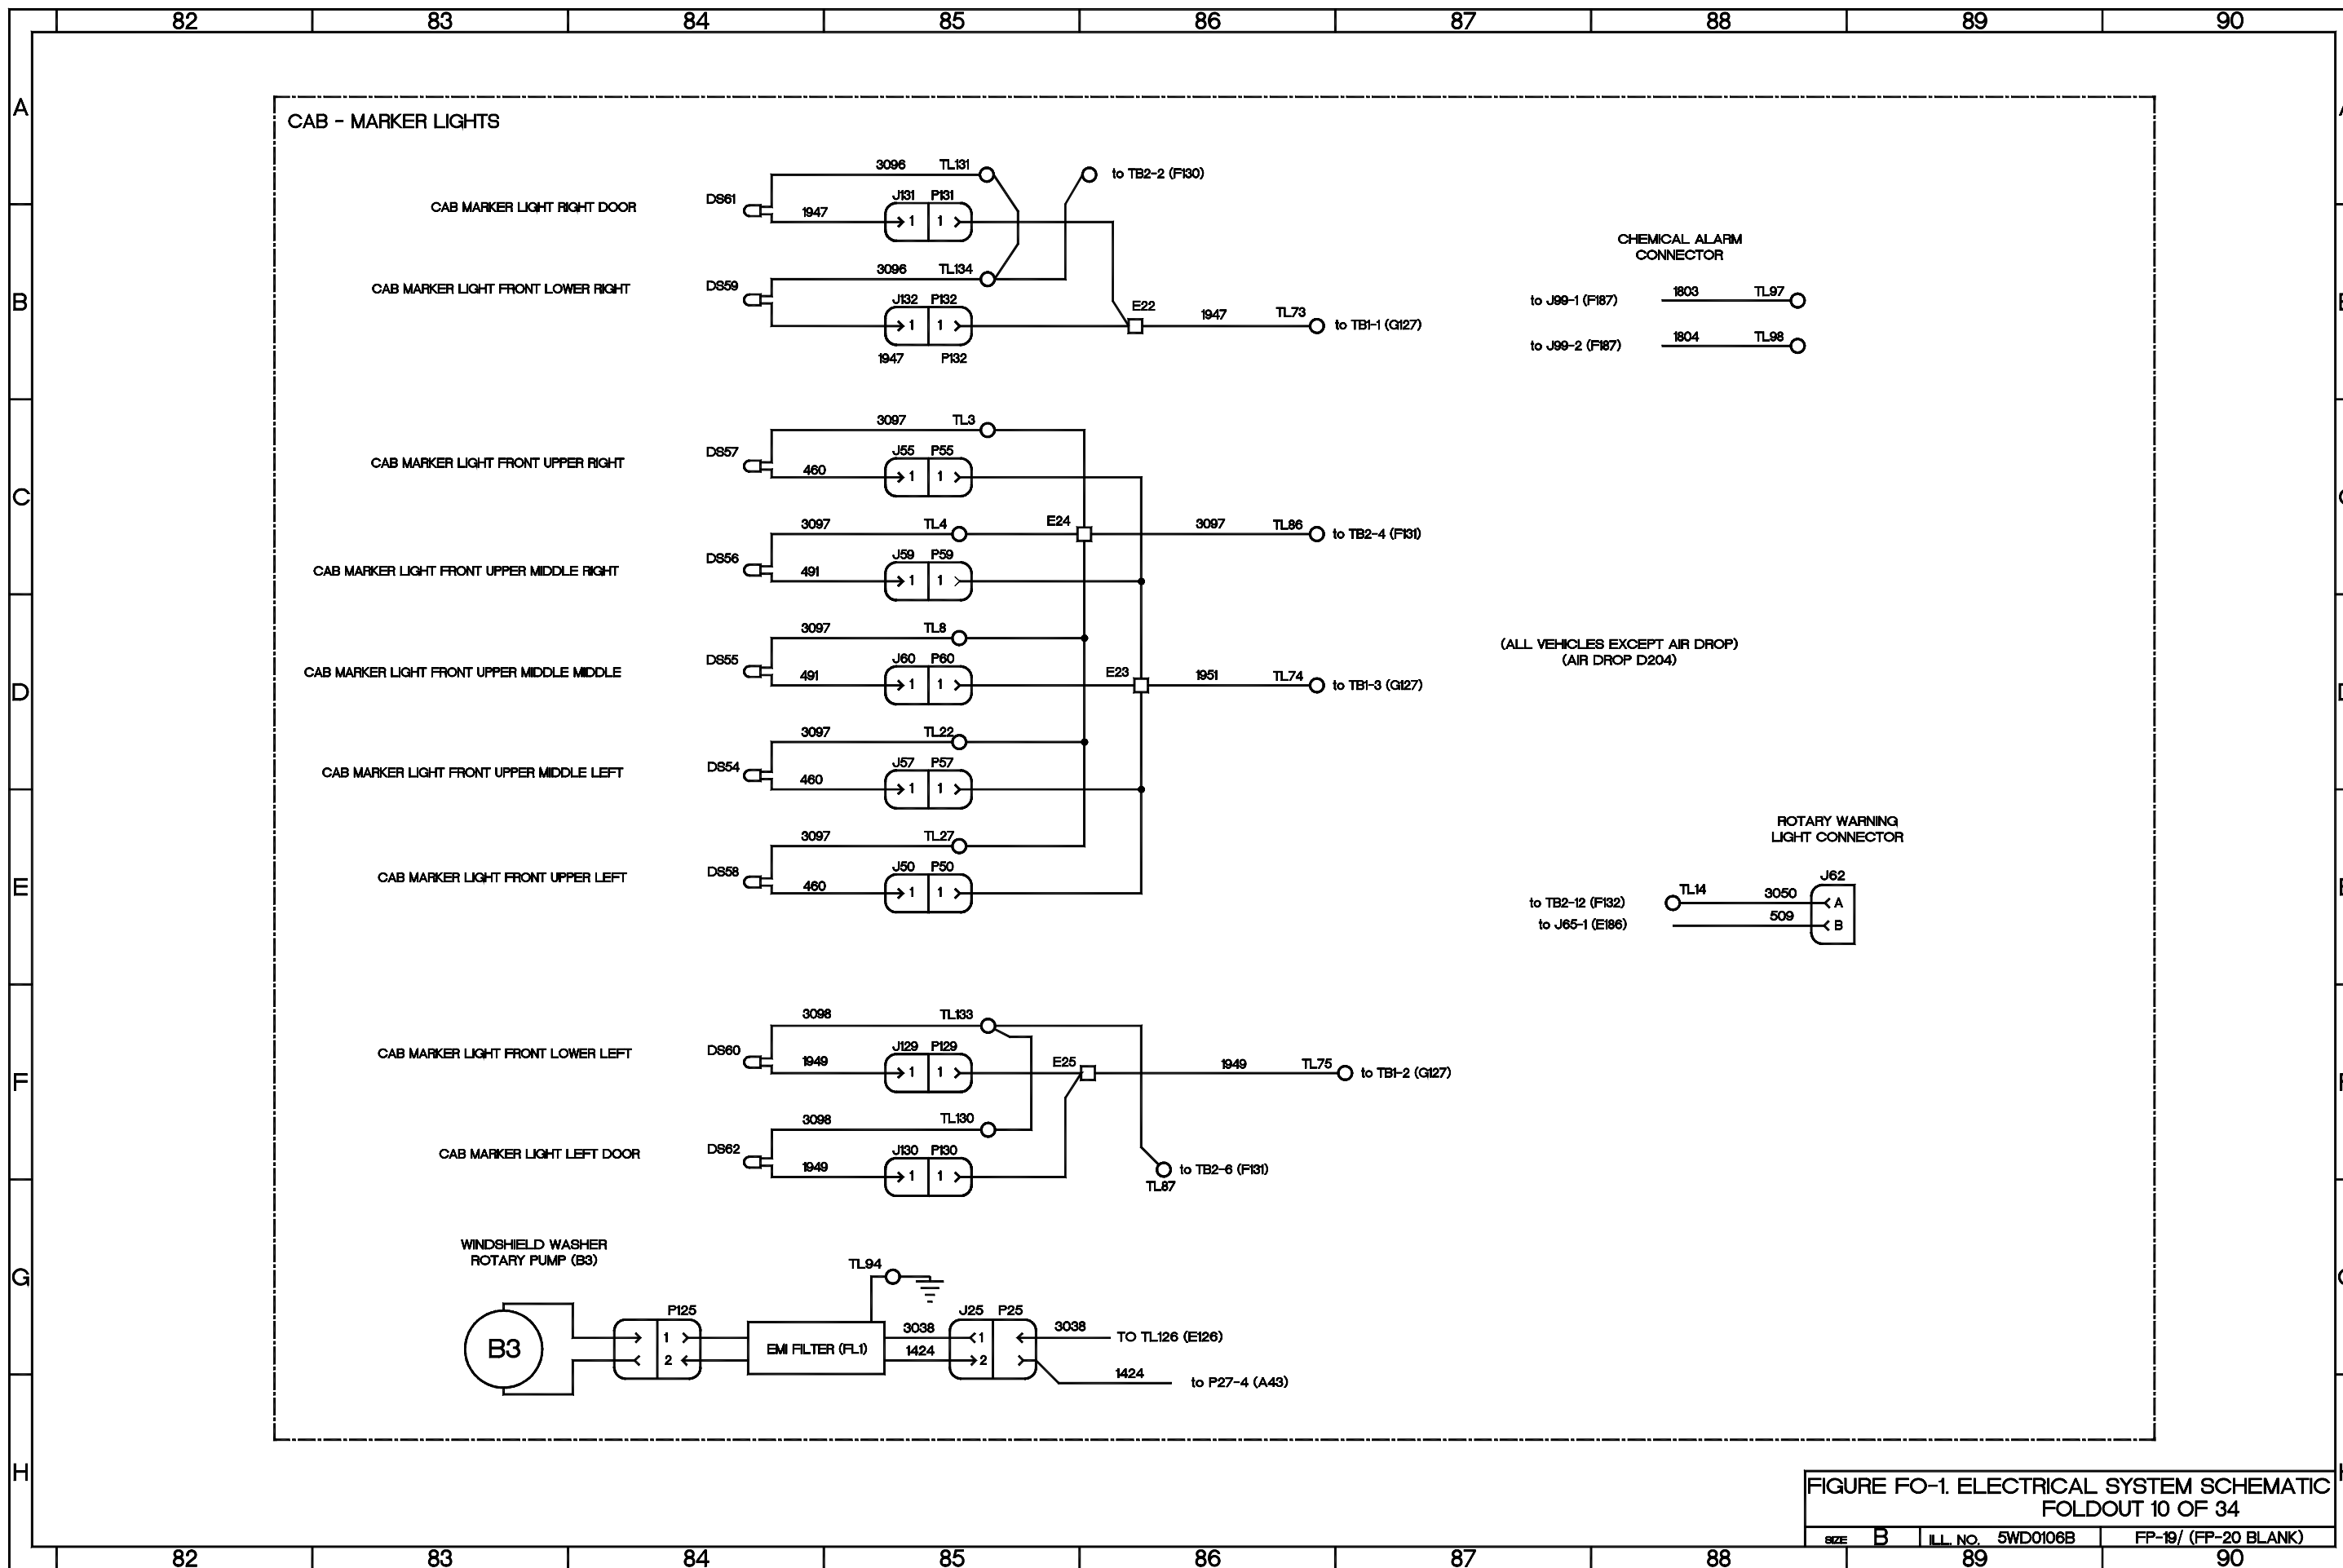 82 83 84 85 86 87 88 89 90
A
CAB - MARKER LIGHTS
3096 TL131
to TB2-2 (F130)
DS61
J131 P131
CAB MARKER LIGHT RIGHT DOOR
1947
1 1
CHEMICAL ALARM
CONNECTOR
3096 TL134
CAB MARKER LIGHT FRONT LOWER RIGHT
DS59
B
J132 P132
E22
1 1
1947 TL73
to TB1-1 (G127)
1947 P132
to J99-1 (F187) 1803 TL97
to J99-2 (F187) 1804 TL98
3097 TL3
DS57
J55 P55
CAB MARKER LIGHT FRONT UPPER RIGHT
460
1 1
C
3097 TL4
E24
3097 TL86
to TB2-4 (F131)
DS56
J59 P59
CAB MARKER LIGHT FRONT UPPER MIDDLE RIGHT
491
1 1
3097 TL8
(ALL VEHICLES EXCEPT AIR DROP)
(AIR DROP D204)
DS55
J60 P60
CAB MARKER LIGHT FRONT UPPER MIDDLE MIDDLE
491
1 1
E23
1951 TL74
to TB1-3 (G127)
D
3097 TL22
DS54
J57 P57
CAB MARKER LIGHT FRONT UPPER MIDDLE LEFT
460
1 1
3097 TL27
ROTARY WARNING
LIGHT CONNECTOR
DS58
J50 P50
CAB MARKER LIGHT FRONT UPPER LEFT
460
1 1
E
J62
to TB2-12 (F132) TL14 3050 A
to J65-1 (E186) 509 B
3098 TL133
DS60
J129 P129
CAB MARKER LIGHT FRONT LOWER LEFT
1949
1 1
E25
1949 TL75
to TB1-2 (G127)
F
3098 TL130
DS62
J130 P130
CAB MARKER LIGHT LEFT DOOR
1949
1 1
to TB2-6 (F131)
TL87
WINDSHIELD WASHER
ROTARY PUMP (B3)
TL94
G
P125
J25 P25
B3
1
2
EMI FILTER (FL1)
3038 1 3038 TO TL126 (E126)
1424 2
1424 to P27-4 (A43)
H
FIGURE FO-1. ELECTRICAL SYSTEM SCHEMATIC
FOLDOUT 10 OF 34
SIZE B ILL. NO. 5WD0106B FP-19/ (FP-20 BLANK)
82 83 84 85 86 87 88 89 90